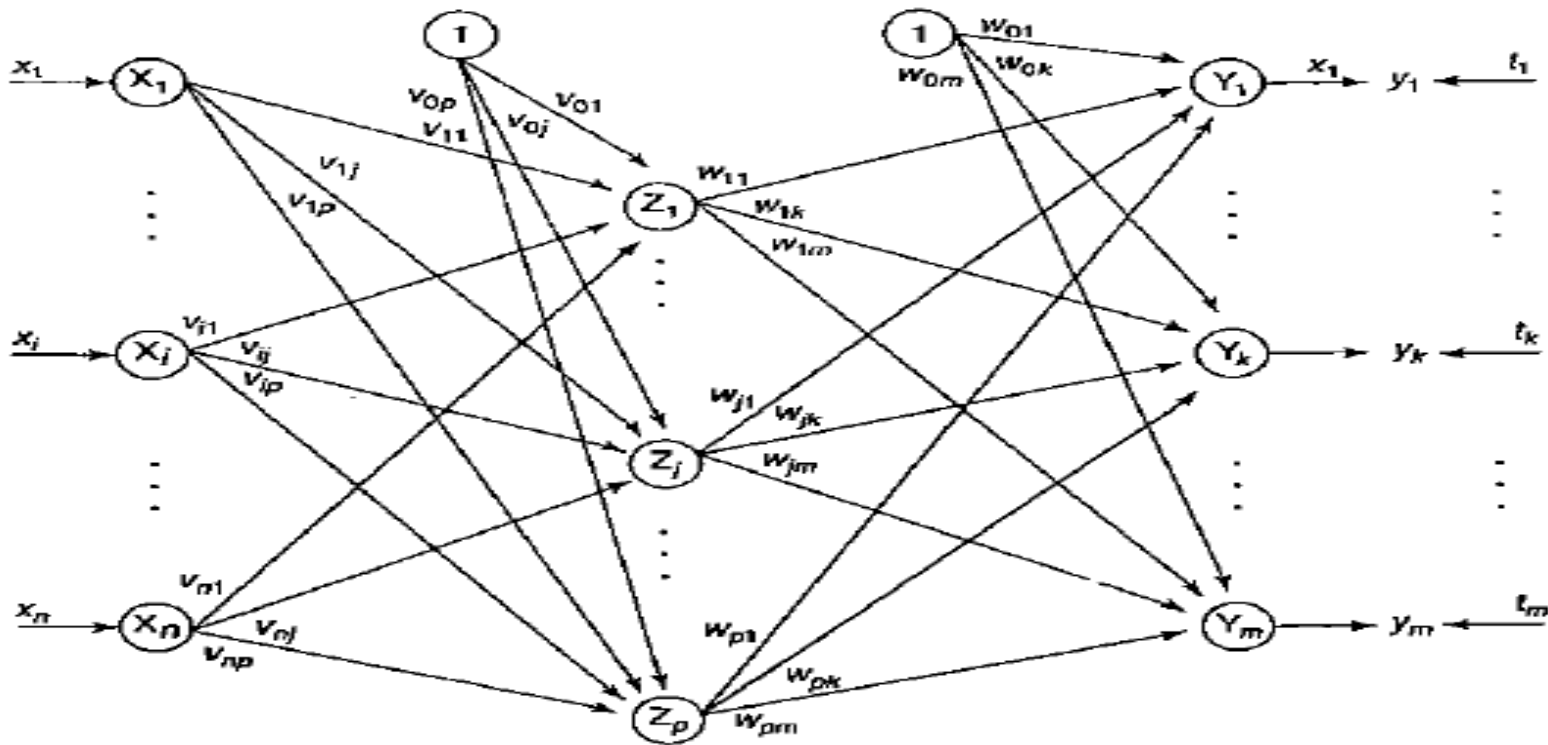 1
1
w01
x1
X1
v0p
v01
w0m
w0k
Y1
x1
y1
t1
v11
v0j
v1j
v1p
Z1
w11
w1k
w1m
xi
Xi
vi1
vij
vip
Yk
yk
tk
wj1
wjk
Zj
wjm
xn
Xn
vn1
vnj
vnp
wp1
Ym
ym
tm
wpk
Zp
wpm